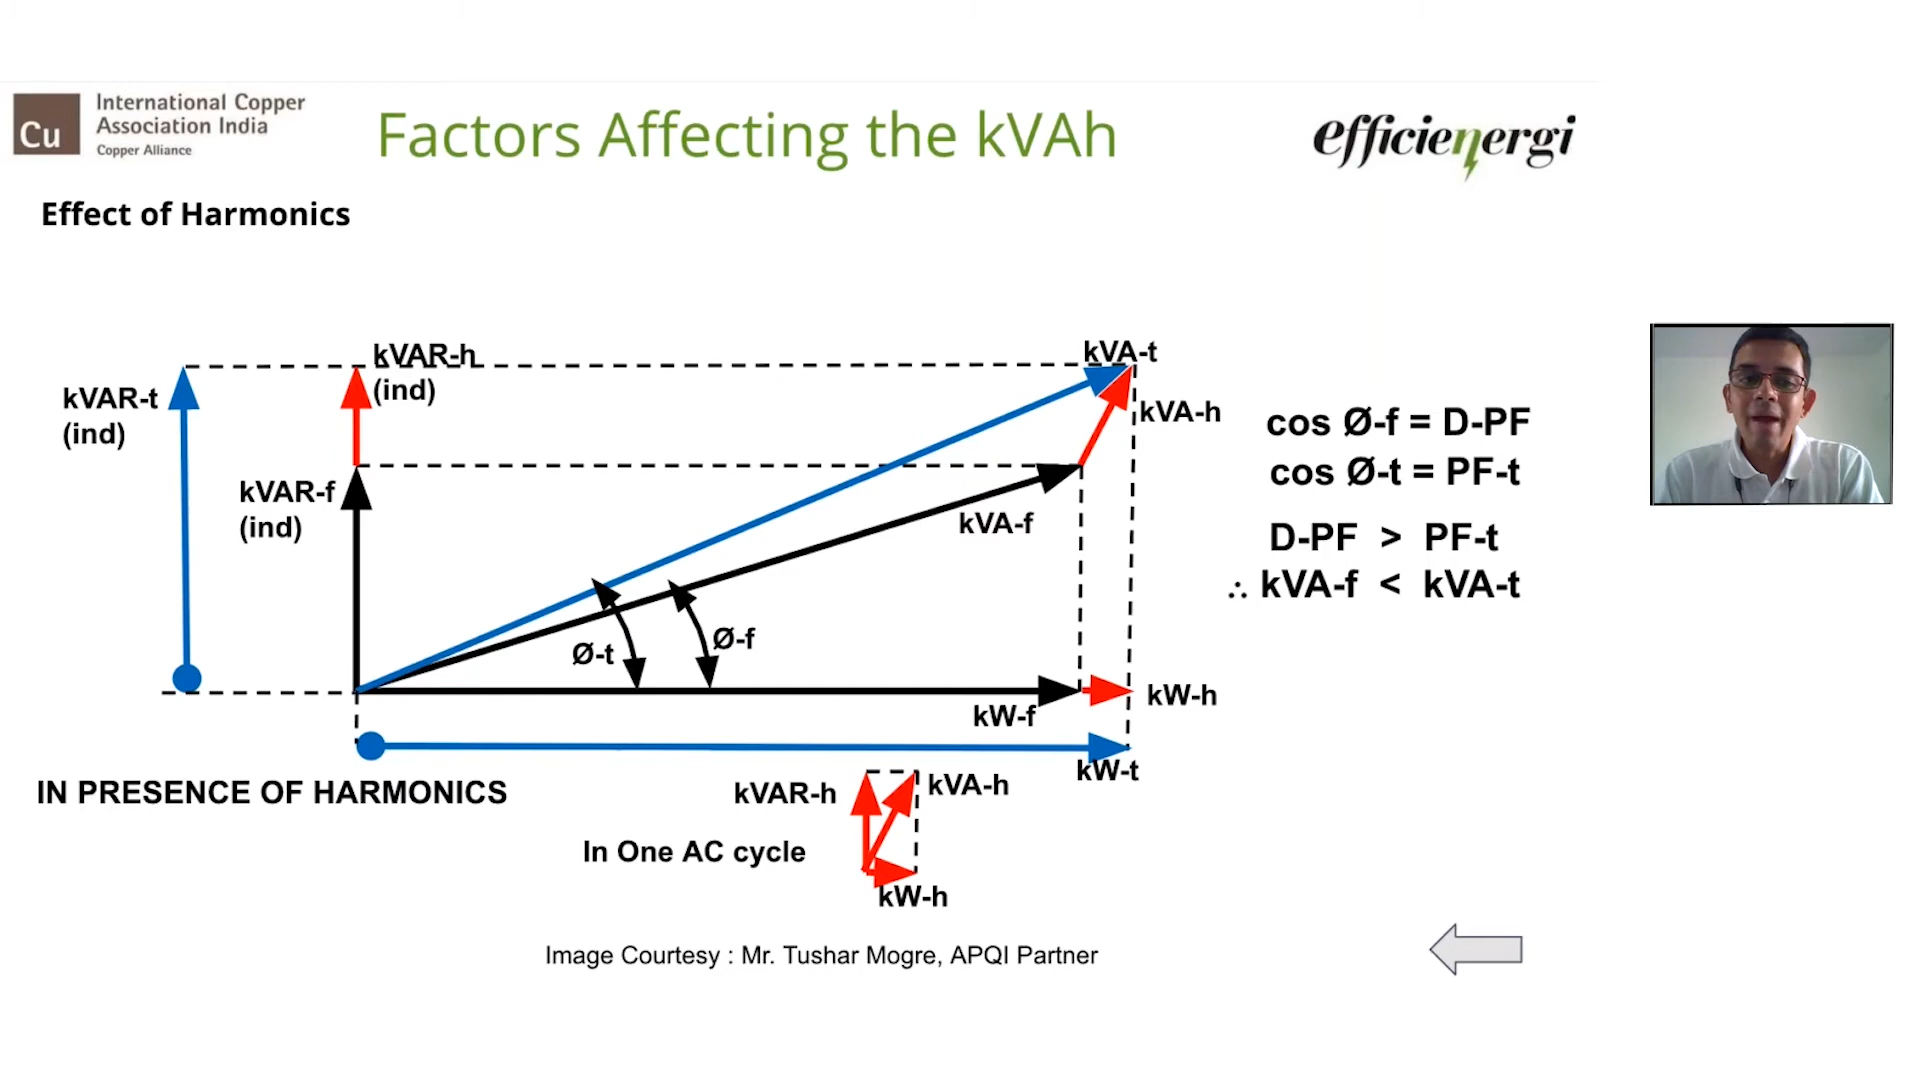 Cu
International Copper
Association India
Copper Alliance
Factors Affecting the kVAh
efficienergi
Effect of Harmonics
kVAR-h
(ind)
kVA-t
kVAR-t
(ind)
kVA-h
kVAR-f
(ind)
kVA-f
cos Ø-f = D-PF
cos Ø-t = PF-t
D-PF > PF-t
∴ kVA-f < kVA-t
Ø-t
Ø-f
kW-f
kW-h
kW-t
IN PRESENCE OF HARMONICS
kVAR-h
kVA-h
In One AC cycle
kW-h
Image Courtesy : Mr. Tushar Mogre, APQI Partner